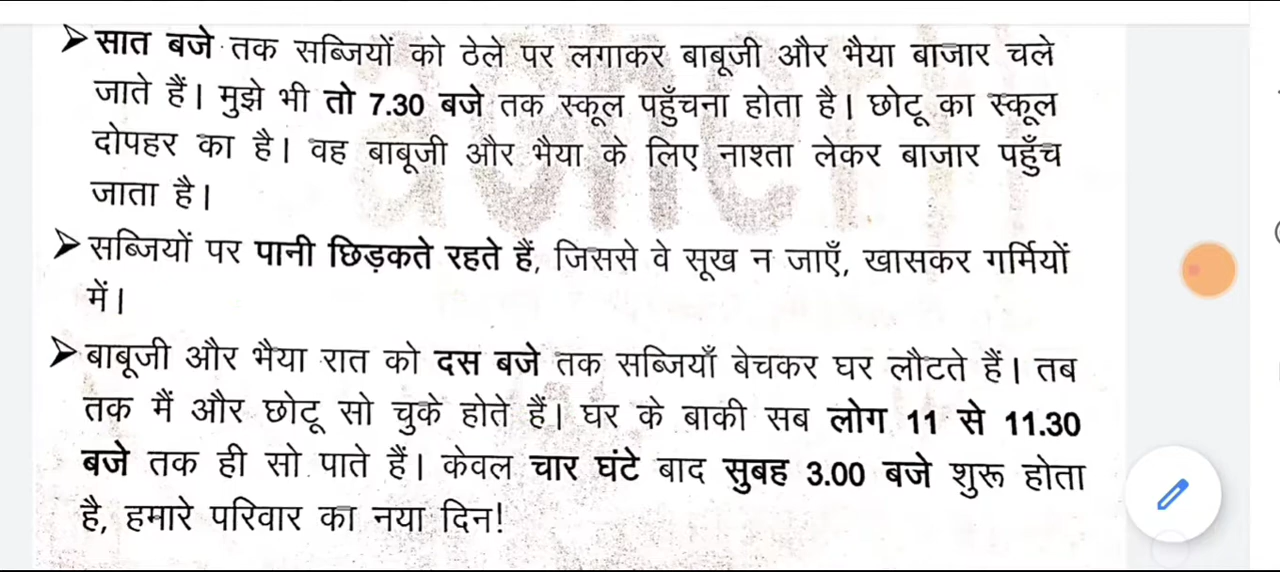 ➤ सात बजे तक सब्जियों को ठेले पर लगाकर बाबूजी और भैया बाजार चले
जाते हैं। मुझे भी तो 7.30 बजे तक स्कूल पहुँचना होता है। छोटू का स्कूल
दोपहर का है। वह बाबूजी और भैया के लिए नाश्ता लेकर बाजार पहुँच
जाता है।
➤ सब्जियों पर पानी छिड़कते रहते हैं, जिससे वे सूख न जाएँ, खासकर गर्मियों
में।
➤ बाबूजी और भैया रात को दस बजे तक सब्जियाँ बेचकर घर लौटते हैं। तब
तक मैं और छोटू सो चुके होते हैं। घर के बाकी सब लोग 11 से 11.30
बजे तक ही सो पाते हैं। केवल चार घंटे बाद सुबह 3.00 बजे शुरू होता
है, हमारे परिवार का नया दिन!